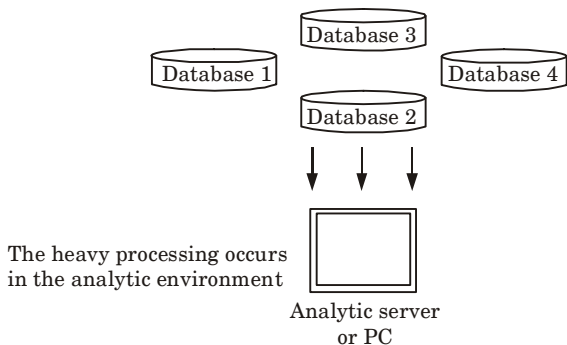 Database 3
Database 1
Database 4
Database 2
The heavy processing occurs
in the analytic environment
Analytic server
or PC